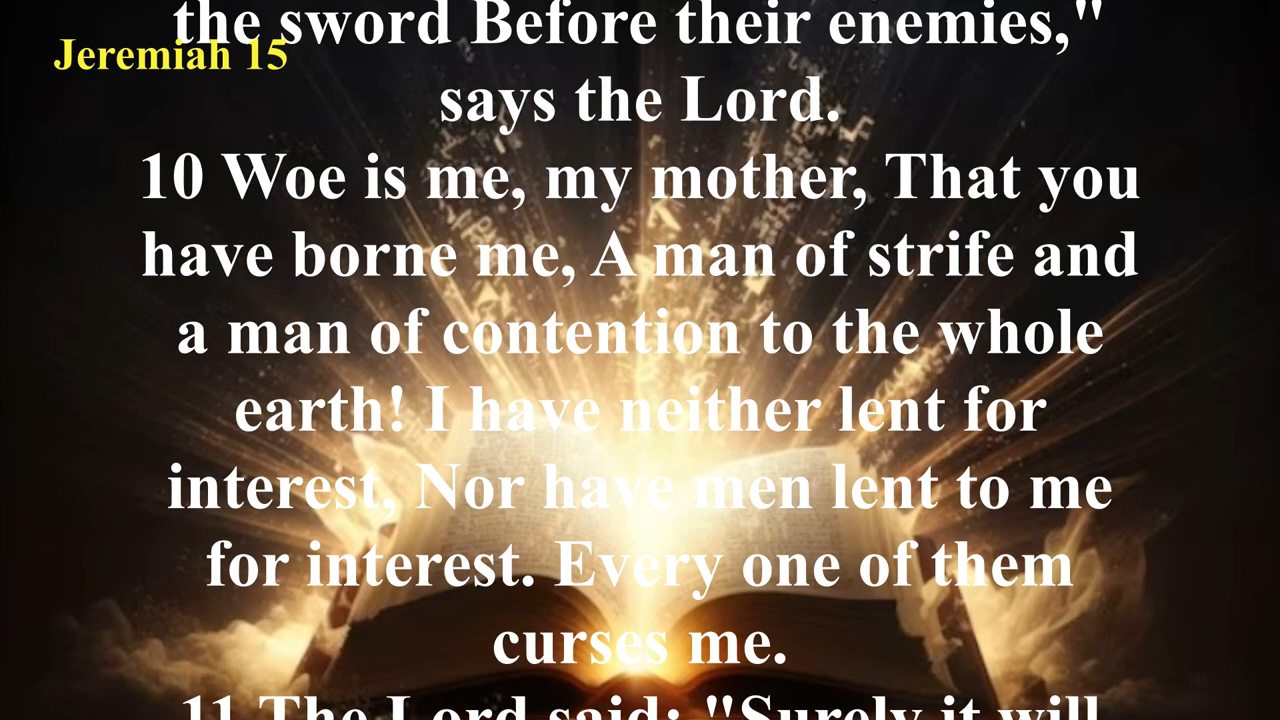 the sword Before their enemies,"
Jeremiah 15
says the Lord.
10 Woe is me, my mother, That you
have borne me, A man of strife and
a man of contention to the whole
earth! I have neither lent for
interest, Nor have men lent to me
for interest. Every one of them
curses me.
11 The Lord said: "Surely it will